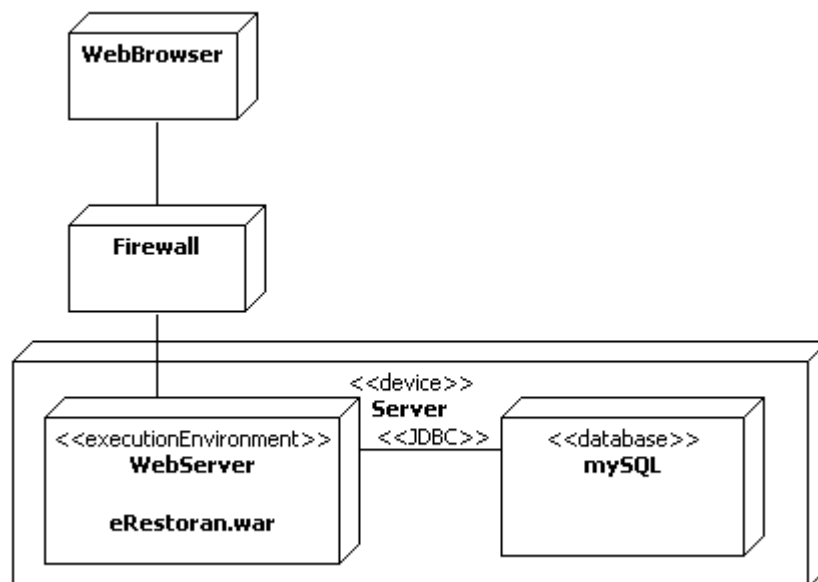 WebBrowser
Firewall
<<device>>
Server
<<executionEnvironment>>
WebServer
eRestoran.war
<<JDBC>>
<<database>>
mySQL